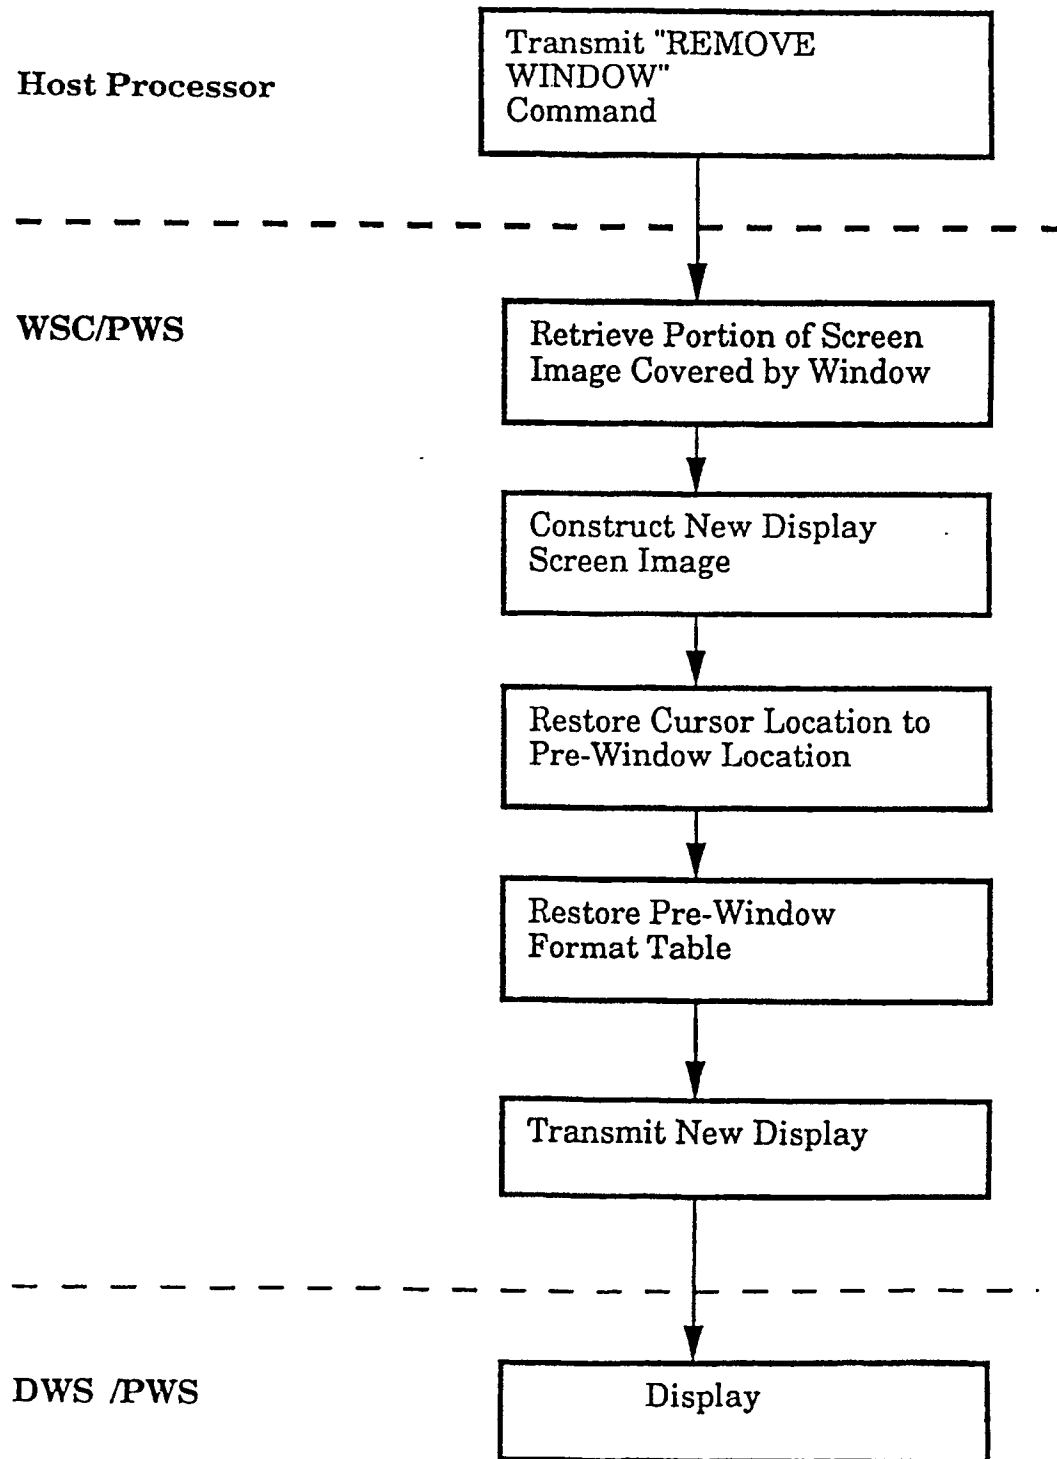 Transmit "REMOVE
WINDOW"
Command
Host Processor
WSC/PWS
Retrieve Portion of Screen
Image Covered by Window
Construct New Display
Screen Image
Restore Cursor Location to
Pre-Window Location
Restore Pre-Window
Format Table
Transmit New Display
DWS /PWS
Display